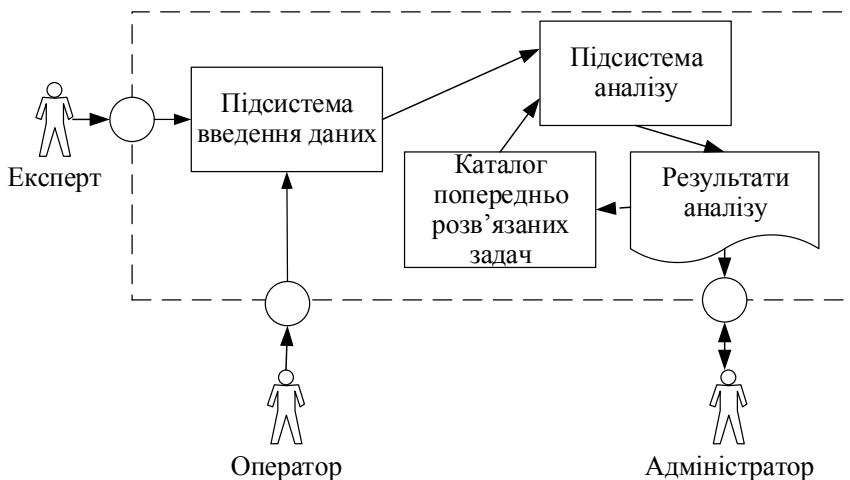 Підсистема
аналізу
Підсистема
введення даних
Експерт
Каталог
попередньо
розв’язаних
задач
Результати
аналізу
Оператор
Адміністратор